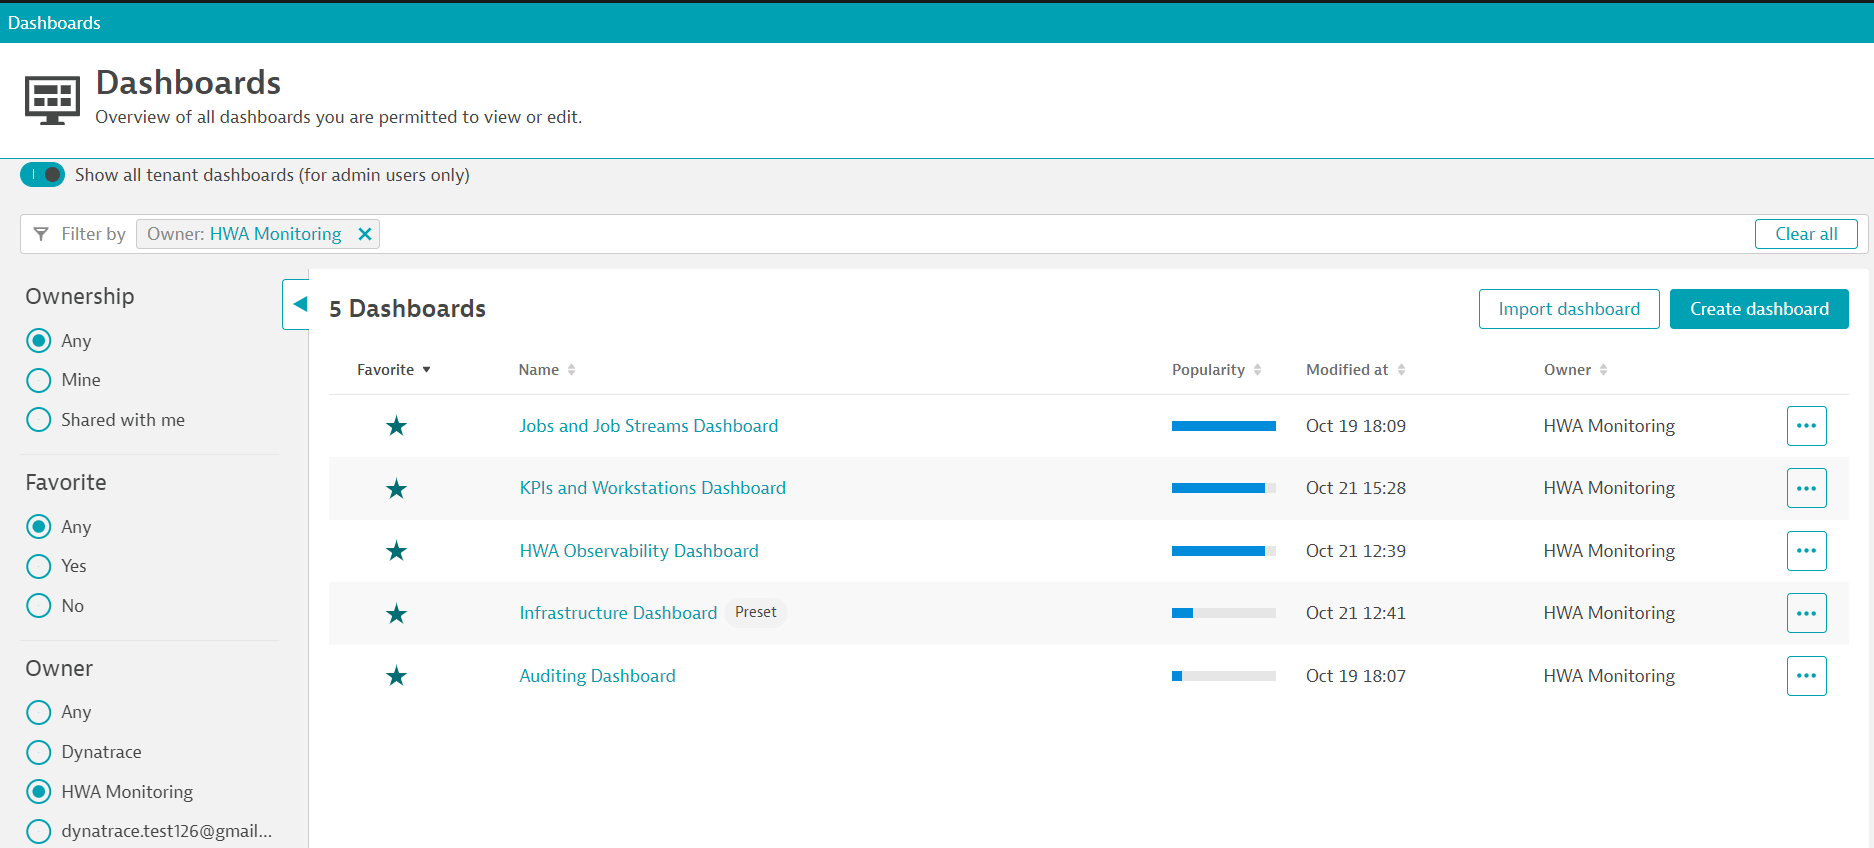 Dashboards
Dashboards
Overview of all dashboards you are permitted to view or edit.
Show all tenant dashboards (for admin users only)
Filter by Owner: HWA Monitoring Clear all
Ownership
Any
Mine
Shared with me
Favorite
Any
Yes
No
Owner
Any
Dynatrace
HWA Monitoring
dynatrace.test126@gmail...
5 Dashboards Import dashboard Create dashboard
Favorite Name Popularity Modified at Owner
Jobs and Job Streams Dashboard Oct 19 18:09 HWA Monitoring
KPIs and Workstations Dashboard Oct 21 15:28 HWA Monitoring
HWA Observability Dashboard Oct 21 12:39 HWA Monitoring
Infrastructure Dashboard Preset Oct 21 12:41 HWA Monitoring
Auditing Dashboard Oct 19 18:07 HWA Monitoring